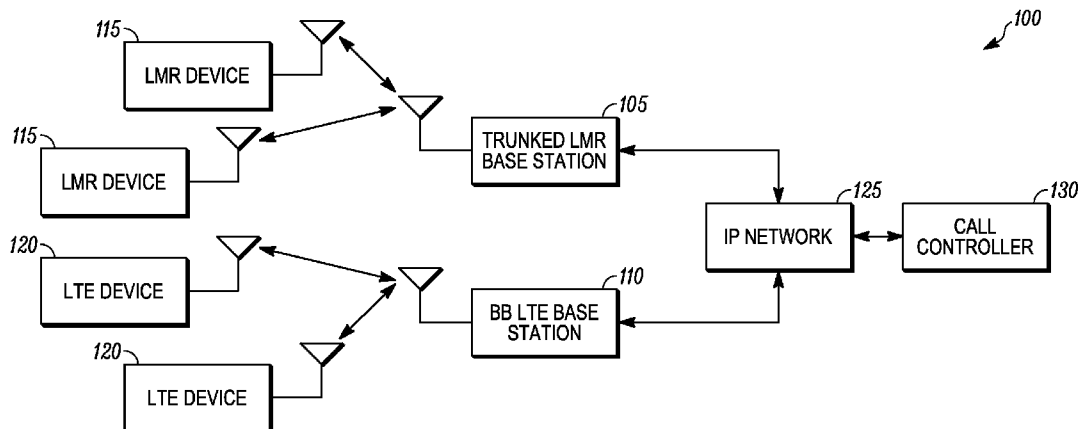 100
115
LMR DEVICE
115
LMR DEVICE
105
TRUNKED LMR
BASE STATION
125
IP NETWORK
130
CALL
CONTROLLER
120
LTE DEVICE
110
BB LTE BASE
STATION
120
LTE DEVICE